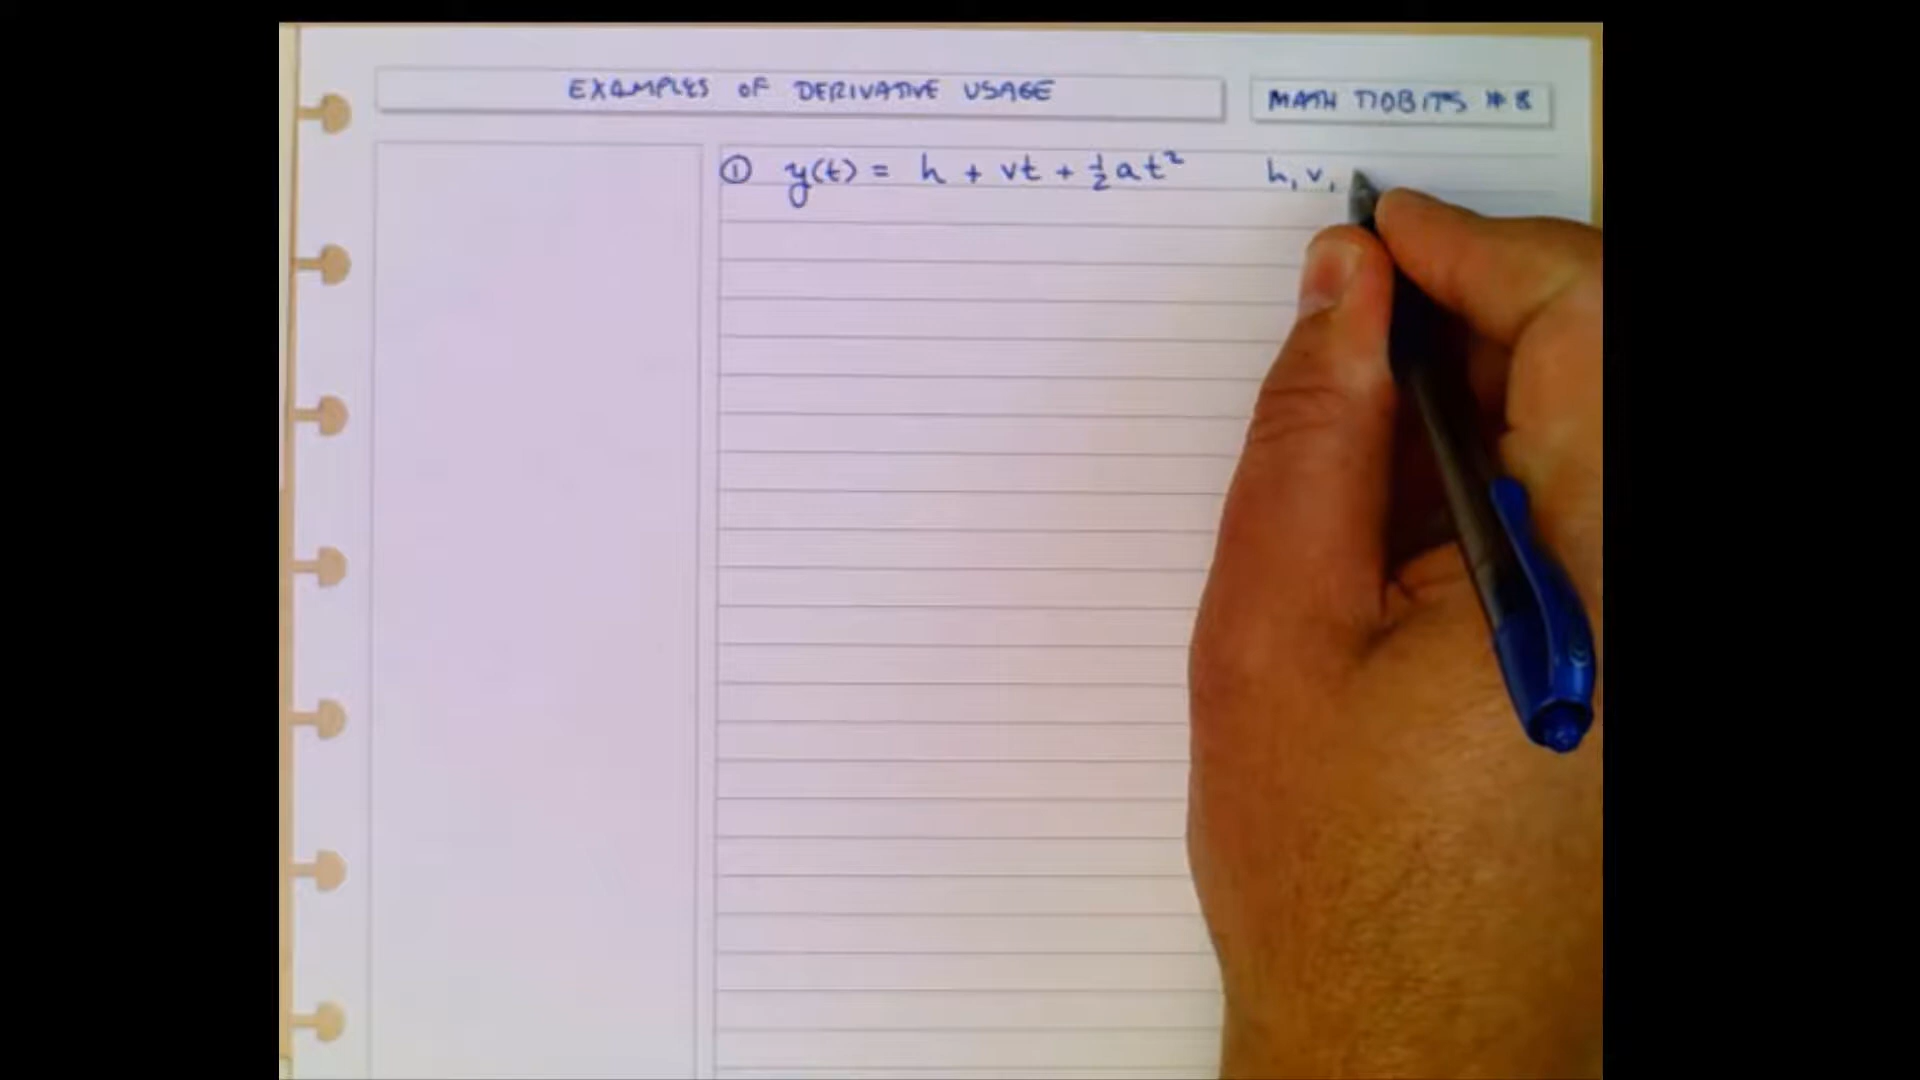 EXAMPLES OF DERIVATIVE USAGE
MATH TIDBITS #8
① y(t) = h + vt + ½at² h, v,